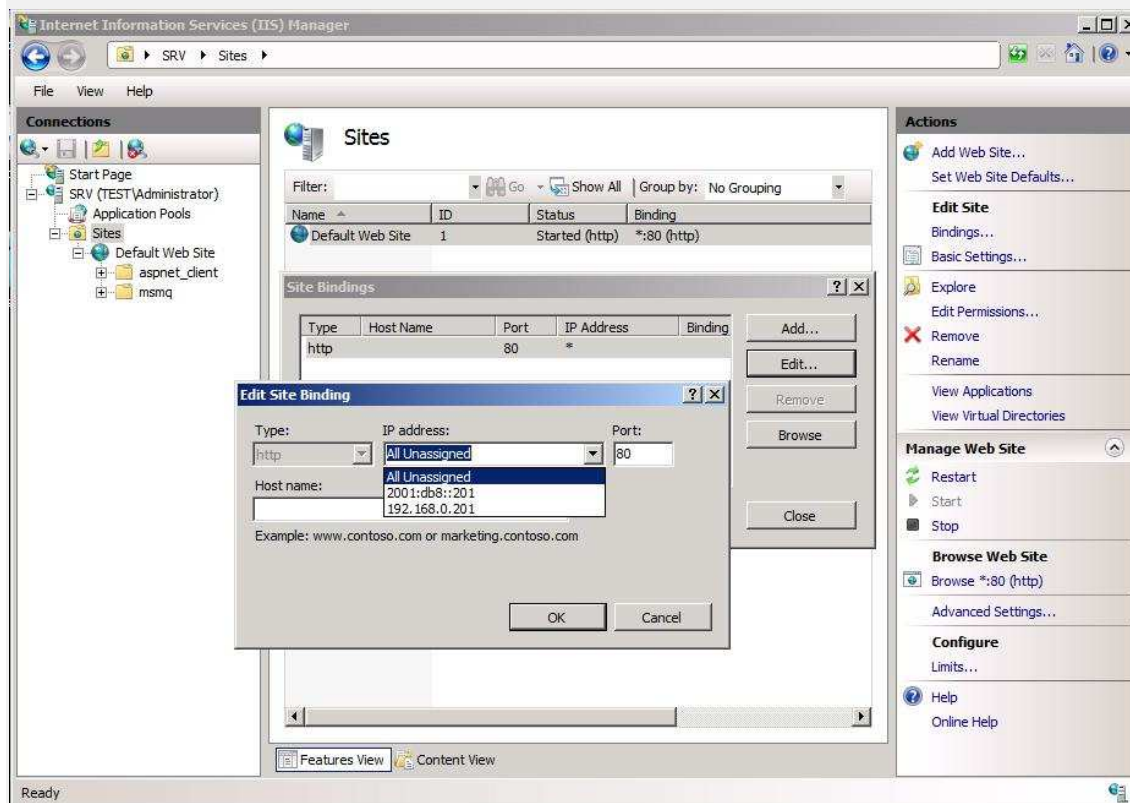 Internet Information Services (IIS) Manager
SRV Sites
File View Help
Connections
Start Page
SRV (TEST\Administrator)
Application Pools
Sites
Default Web Site
aspnet_client
msmq
Sites
Filter: Go Show All Group by: No Grouping
Name ID Status Binding
Default Web Site 1 Started (http) *:80 (http)
Site Bindings
Type Host Name Port IP Address Binding
http 80 *
Add...
Edit...
Remove
Browse
Close
Edit Site Binding
Type: IP address: Port:
http All Unassigned 80
All Unassigned
2001:db8::201
192.168.0.201
Host name:
Example: www.contoso.com or marketing.contoso.com
OK Cancel
Features View Content View
Actions
Add Web Site...
Set Web Site Defaults...
Edit Site
Bindings...
Basic Settings...
Explore
Edit Permissions...
Remove
Rename
View Applications
View Virtual Directories
Manage Web Site
Restart
Start
Stop
Browse Web Site
Browse *:80 (http)
Advanced Settings...
Configure
Limits...
Help
Online Help
Ready